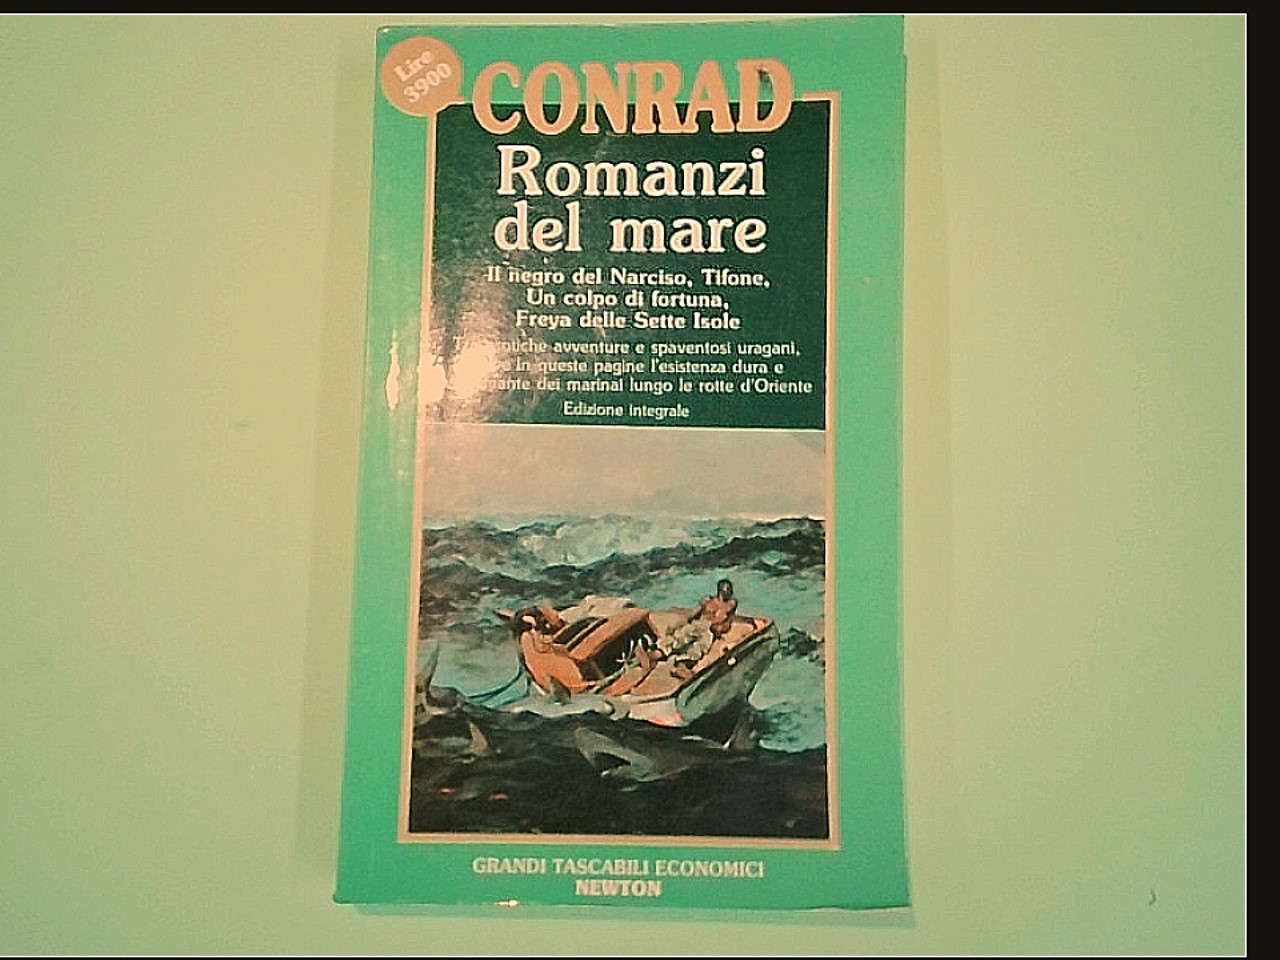 Lire
3900
CONRAD
Romanzi
del mare
Il negro del Narciso, Tifone,
Un colpo di fortuna,
Freya delle Sette Isole
avventure e spaventosi uragani,
in queste pagine l'esistenza dura e
dei marinai lungo le rotte d'Oriente
Edizione integrale
GRANDI TASCABILI ECONOMICI
NEWTON